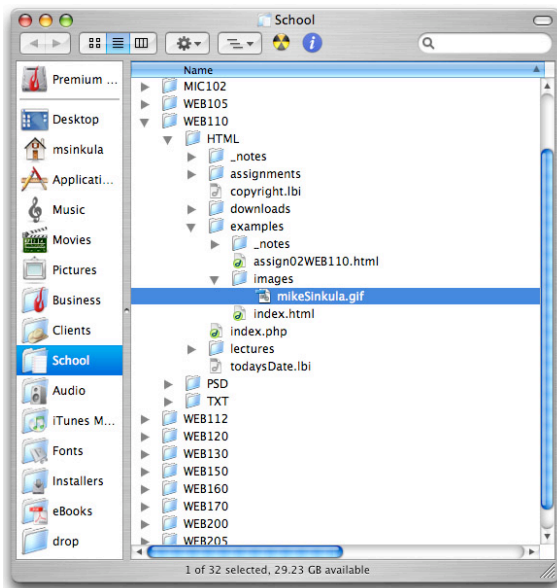 School
Name
Premium ...
Desktop
msinkula
Applicati...
Music
Movies
Pictures
Business
Clients
School
Audio
iTunes M...
Fonts
Installers
eBooks
drop
MIC102
WEB105
WEB110
HTML
_notes
assignments
copyright.lbi
downloads
examples
_notes
assign02WEB110.html
images
mikeSinkula.gif
index.html
index.php
lectures
todaysDate.lbi
PSD
TXT
WEB112
WEB120
WEB130
WEB150
WEB160
WEB170
WEB200
WEB205
1 of 32 selected, 29.23 GB available